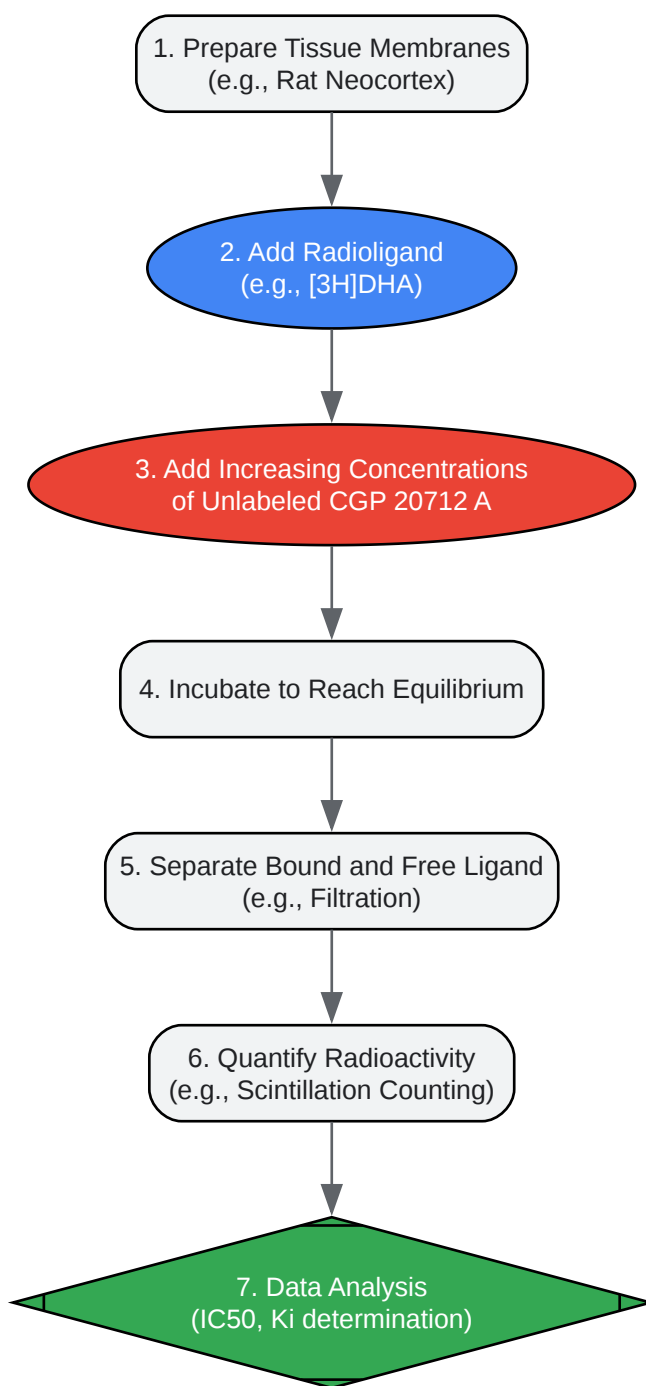 1. Prepare Tissue Membranes
(e.g., Rat Neocortex)
2. Add Radioligand
(e.g., [3H]DHA)
3. Add Increasing Concentrations
of Unlabeled CGP 20712 A
4. Incubate to Reach Equilibrium
5. Separate Bound and Free Ligand
(e.g., Filtration)
6. Quantify Radioactivity
(e.g., Scintillation Counting)
7. Data Analysis
(IC50, Ki determination)